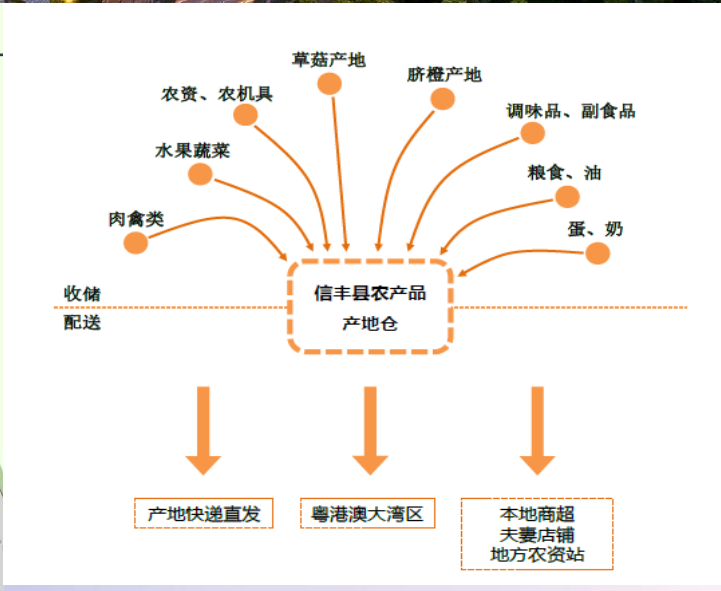 草菇产地
脐橙产地
农资、农机具
调味品、副食品
水果蔬菜
粮食、油
肉禽类
蛋、奶
信丰县农产品
产地仓
收储
配送
产地快递直发
粤港澳大湾区
本地商超
夫妻店铺
地方农资站